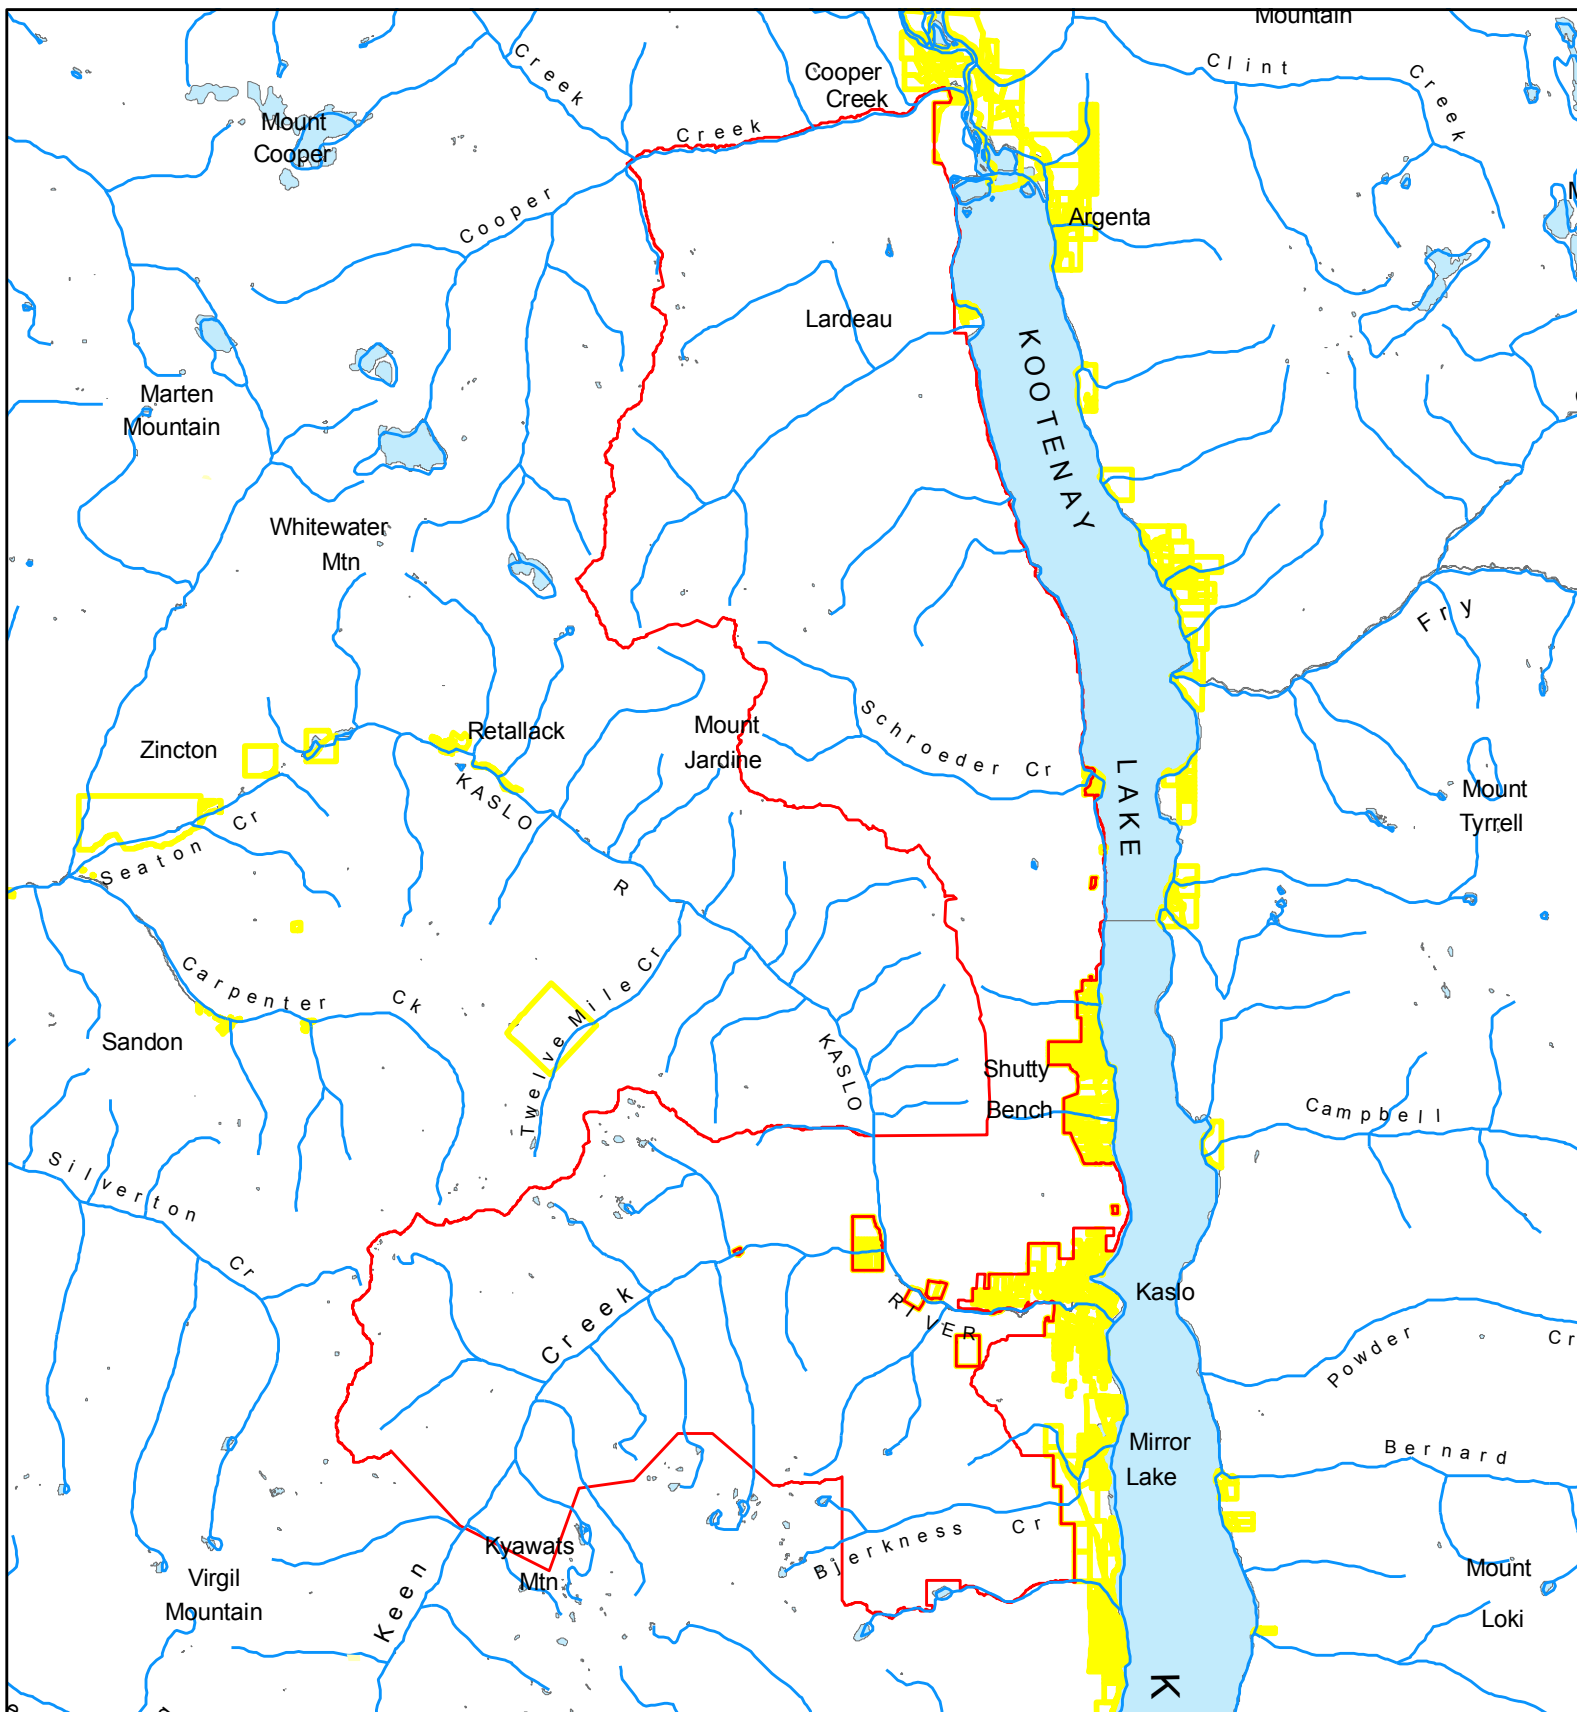 Mountain
Clint
Creek
Creek
Cooper
Creek
Mount
Cooper
Creek
Cooper
Argenta
Lardeau
KOOTENAY
LAKE
Marten
Mountain
Whitewater
Mtn
Fry
Schroeder Cr
Mount
Jardine
Retallack
Zincton
KASLO
R
Seaton Cr
Mount
Tyrrell
Carpenter Ck
Sandon
Twelve Mile Cr
KASLO
RIVER
Shutty
Bench
Campbell
Silverton Cr
Keen Creek
Kaslo
Powder Cr
Mirror
Lake
Bernard
Bjerkness Cr
Kyawats
Mtn
Virgil
Mountain
Mount
Loki
K